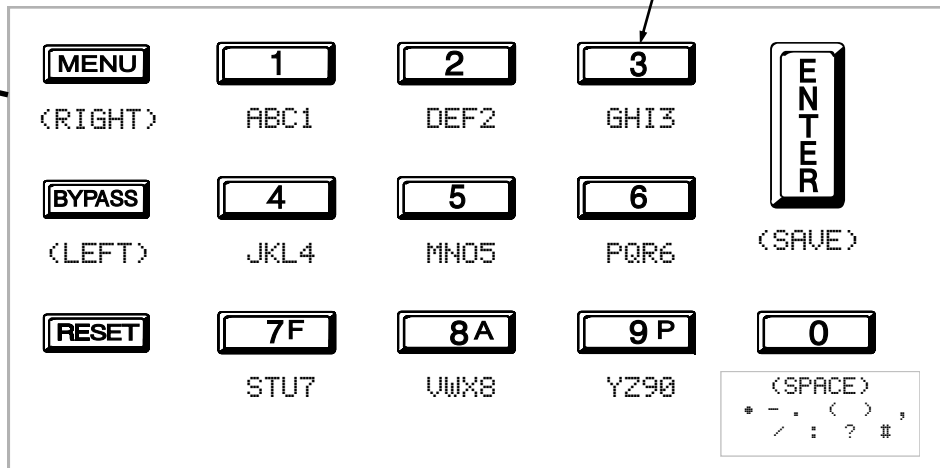 MENU 1 2 3 ENTER
(RIGHT) ABC1 DEF2 GHI3
BYPASS 4 5 6
(LEFT) JKL4 MNO5 PQR6 (SAVE)
RESET 7F 8A 9P 0
STU7 VWX8 YZ90 (SPACE)
* - . ( ) ,
/ : ? #